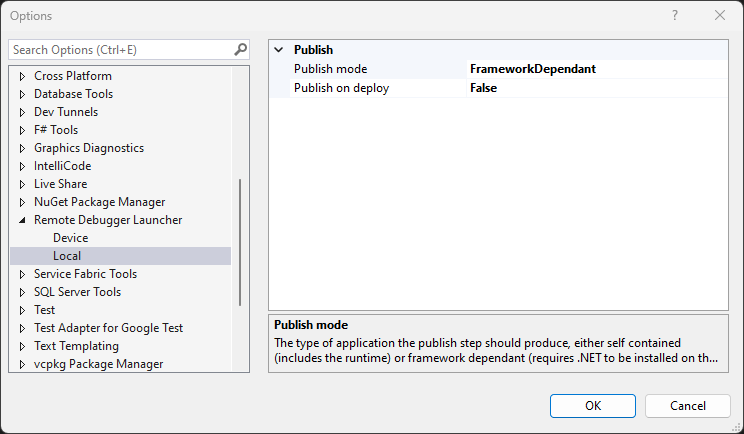 Options
?
Search Options (Ctrl+E)
Cross Platform
Database Tools
Dev Tunnels
F# Tools
Graphics Diagnostics
IntelliCode
Live Share
NuGet Package Manager
Remote Debugger Launcher
Device
Local
Service Fabric Tools
SQL Server Tools
Test
Test Adapter for Google Test
Text Templating
vcpkg Package Manager
Publish
Publish mode FrameworkDependant
Publish on deploy False
Publish mode
The type of application the publish step should produce, either self contained
(includes the runtime) or framework dependant (requires .NET to be installed on th...
OK Cancel